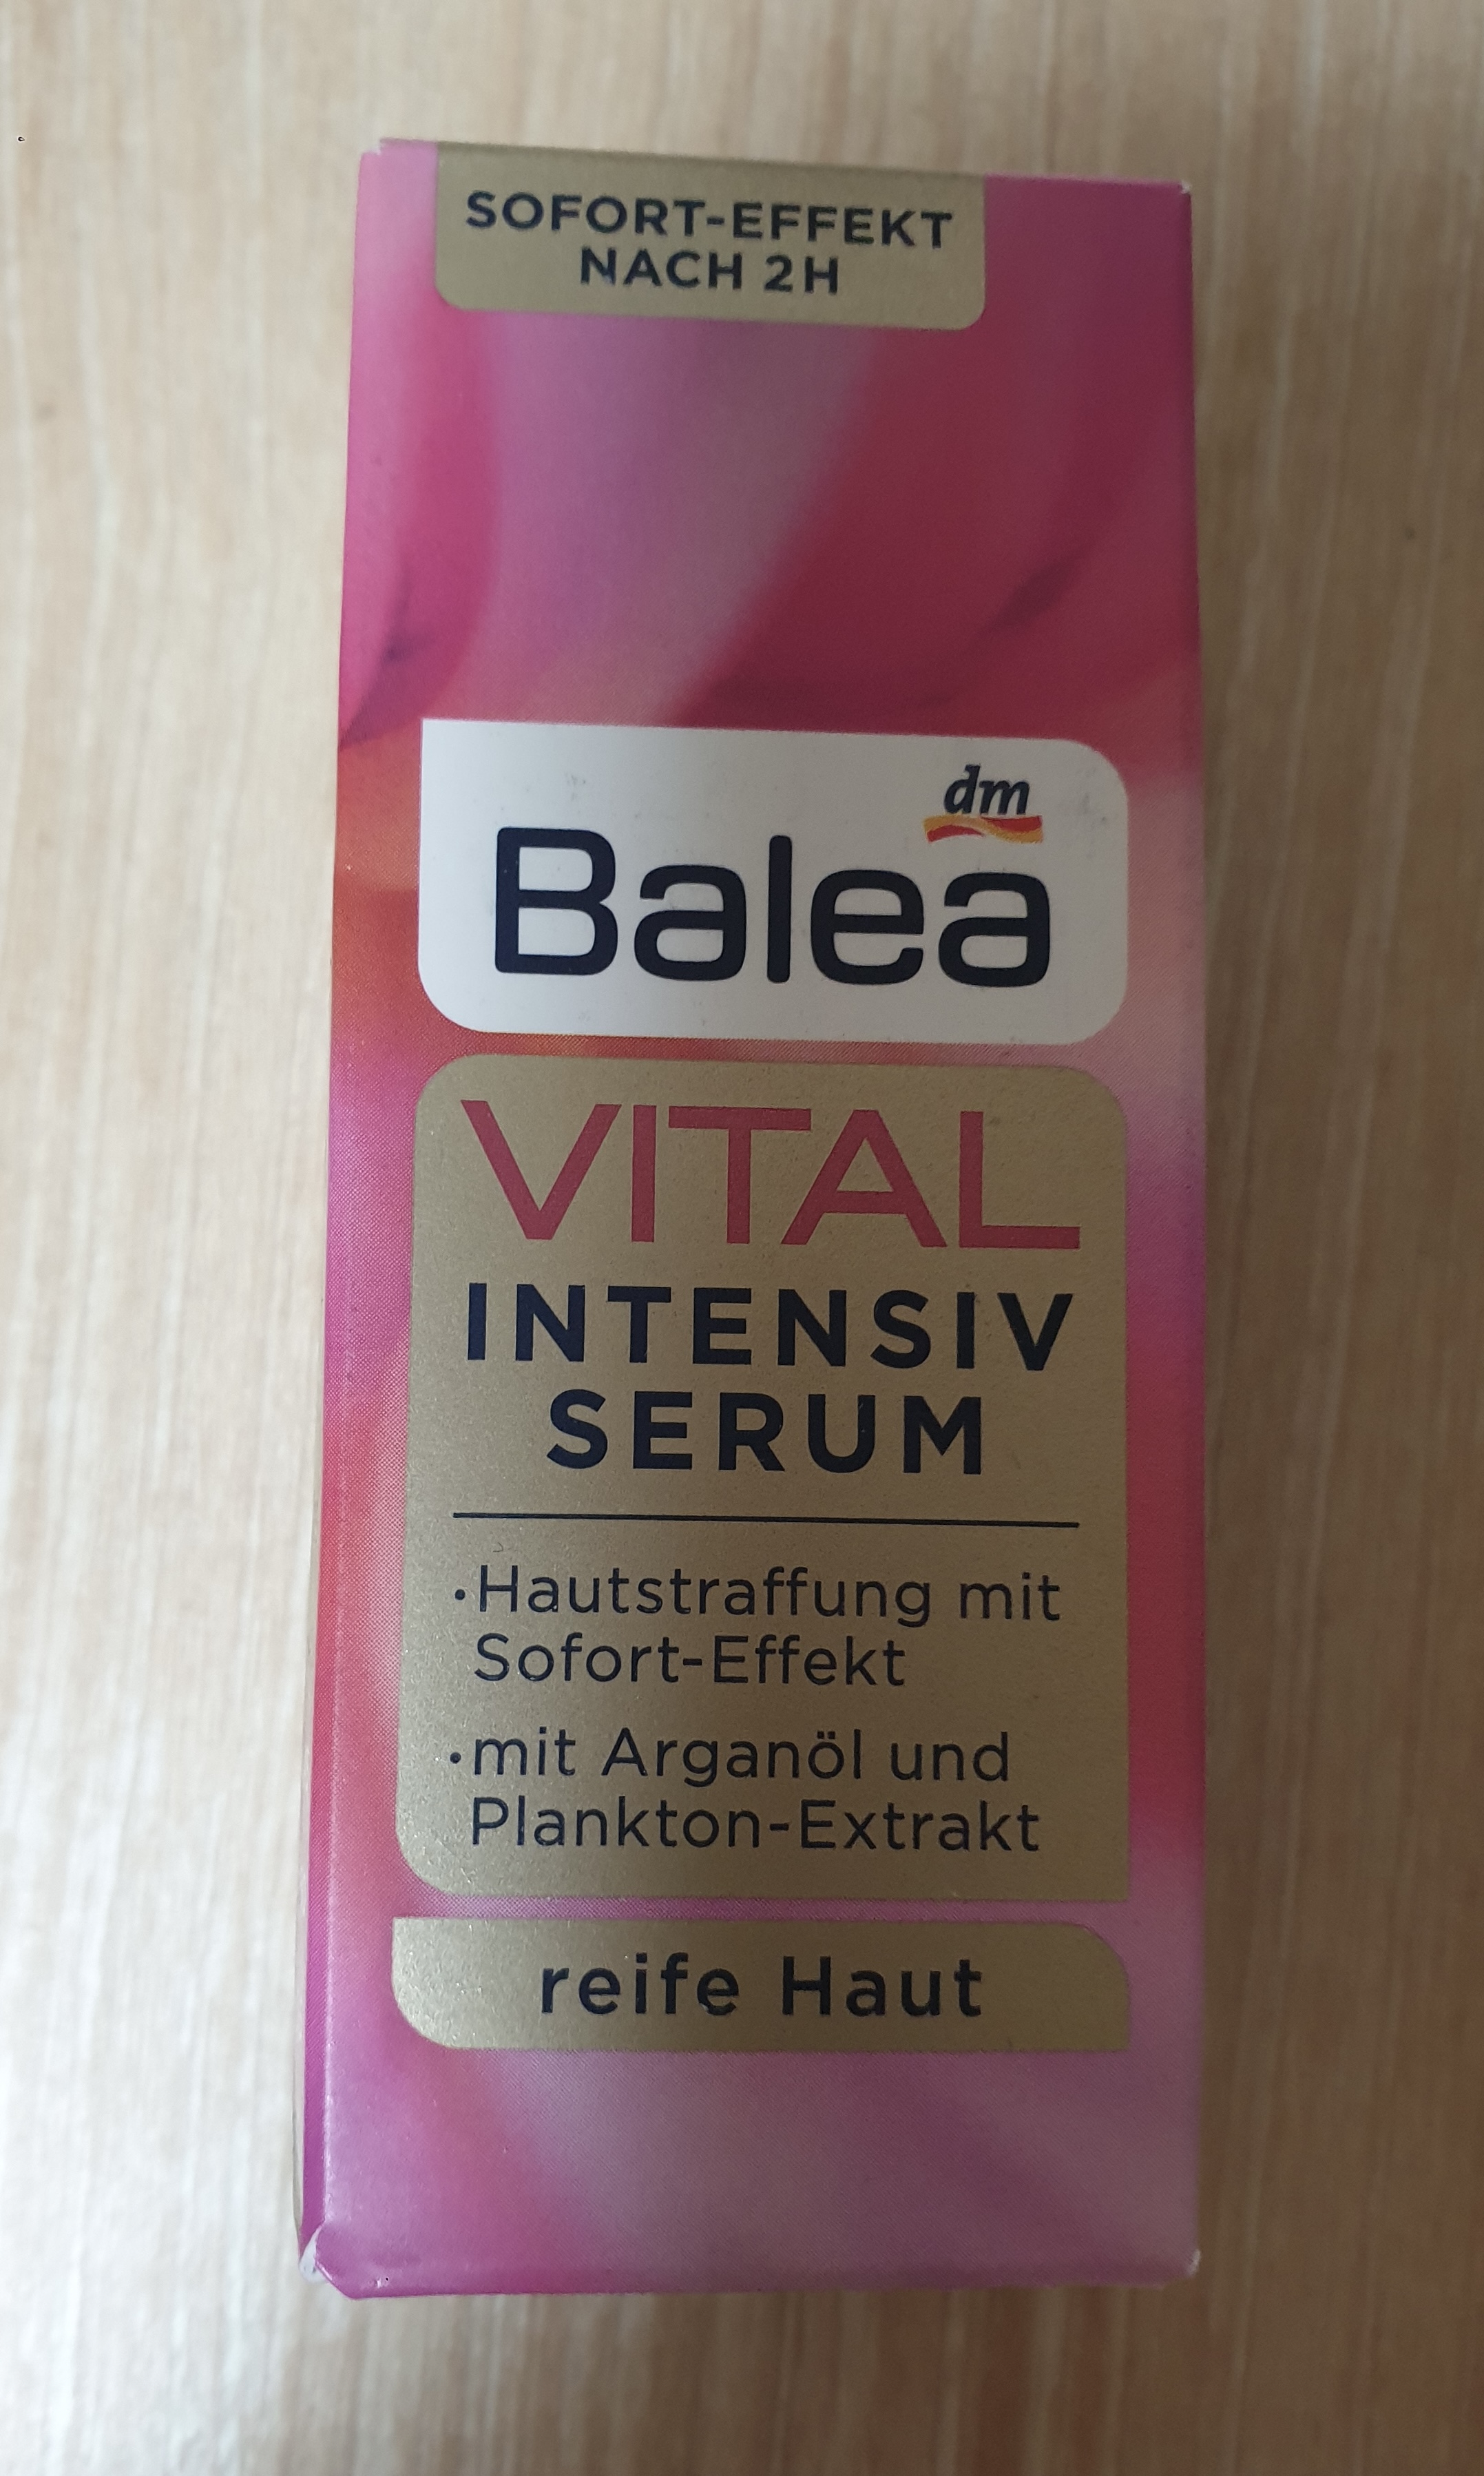 SOFORT-EFFEKT
NACH 2H
dm
Balea
VITAL
INTENSIV
SERUM
·Hautstraffung mit
Sofort-Effekt
·mit Arganöl und
Plankton-Extrakt
reife Haut